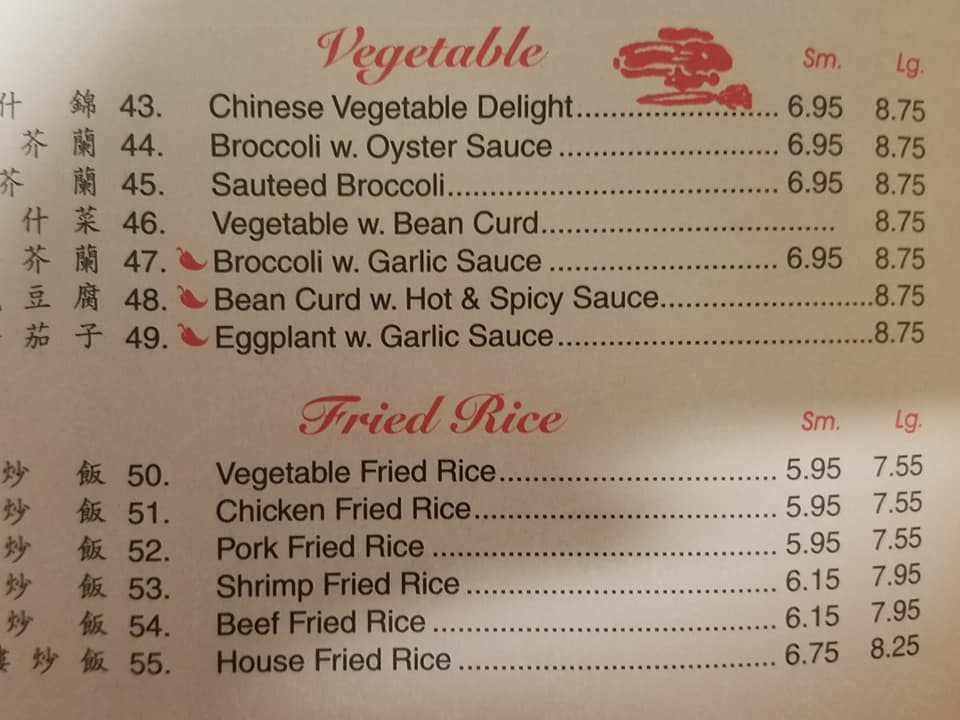 Vegetable Sm. Lg.
什 錦 43. Chinese Vegetable Delight 6.95 8.75
芥 蘭 44. Broccoli w. Oyster Sauce 6.95 8.75
芥 蘭 45. Sauteed Broccoli 6.95 8.75
什 菜 46. Vegetable w. Bean Curd 8.75
芥 蘭 47. Broccoli w. Garlic Sauce 6.95 8.75
豆 腐 48. Bean Curd w. Hot & Spicy Sauce 8.75
茄 子 49. Eggplant w. Garlic Sauce 8.75
Fried Rice Sm. Lg.
炒 飯 50. Vegetable Fried Rice 5.95 7.55
炒 飯 51. Chicken Fried Rice 5.95 7.55
炒 飯 52. Pork Fried Rice 5.95 7.55
炒 飯 53. Shrimp Fried Rice 6.15 7.95
炒 飯 54. Beef Fried Rice 6.15 7.95
炒 飯 55. House Fried Rice 6.75 8.25